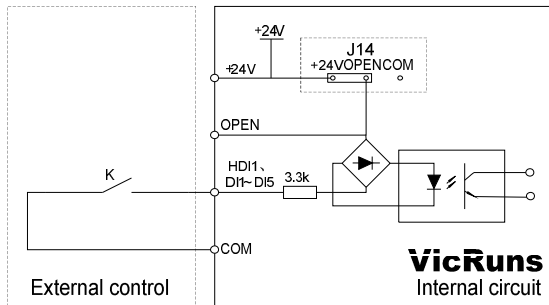 +24V
J14
+24V
+24VOPENCOM
OPEN
K
HDI1、
DI1~DI5
3.3k
COM
VicRuns
External control
Internal circuit